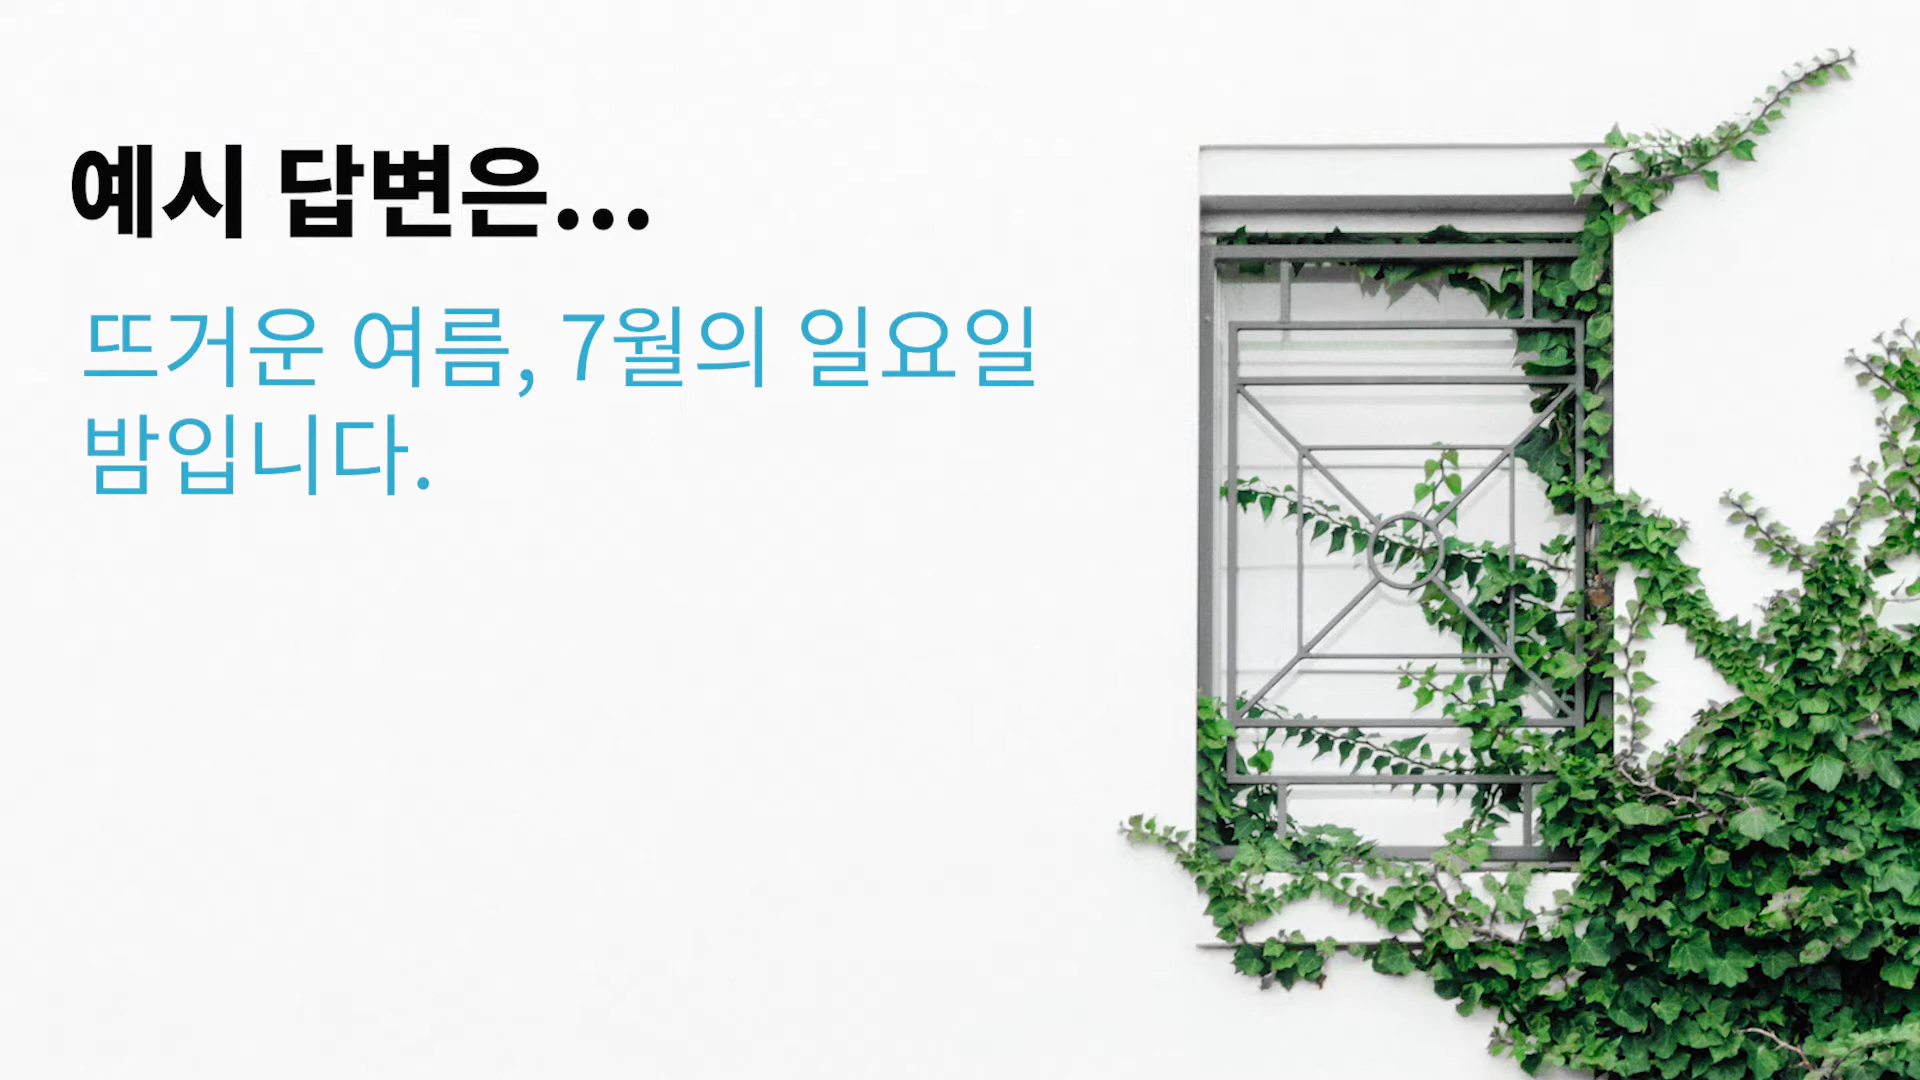 예시 답변은...
뜨거운 여름, 7월의 일요일
밤입니다.